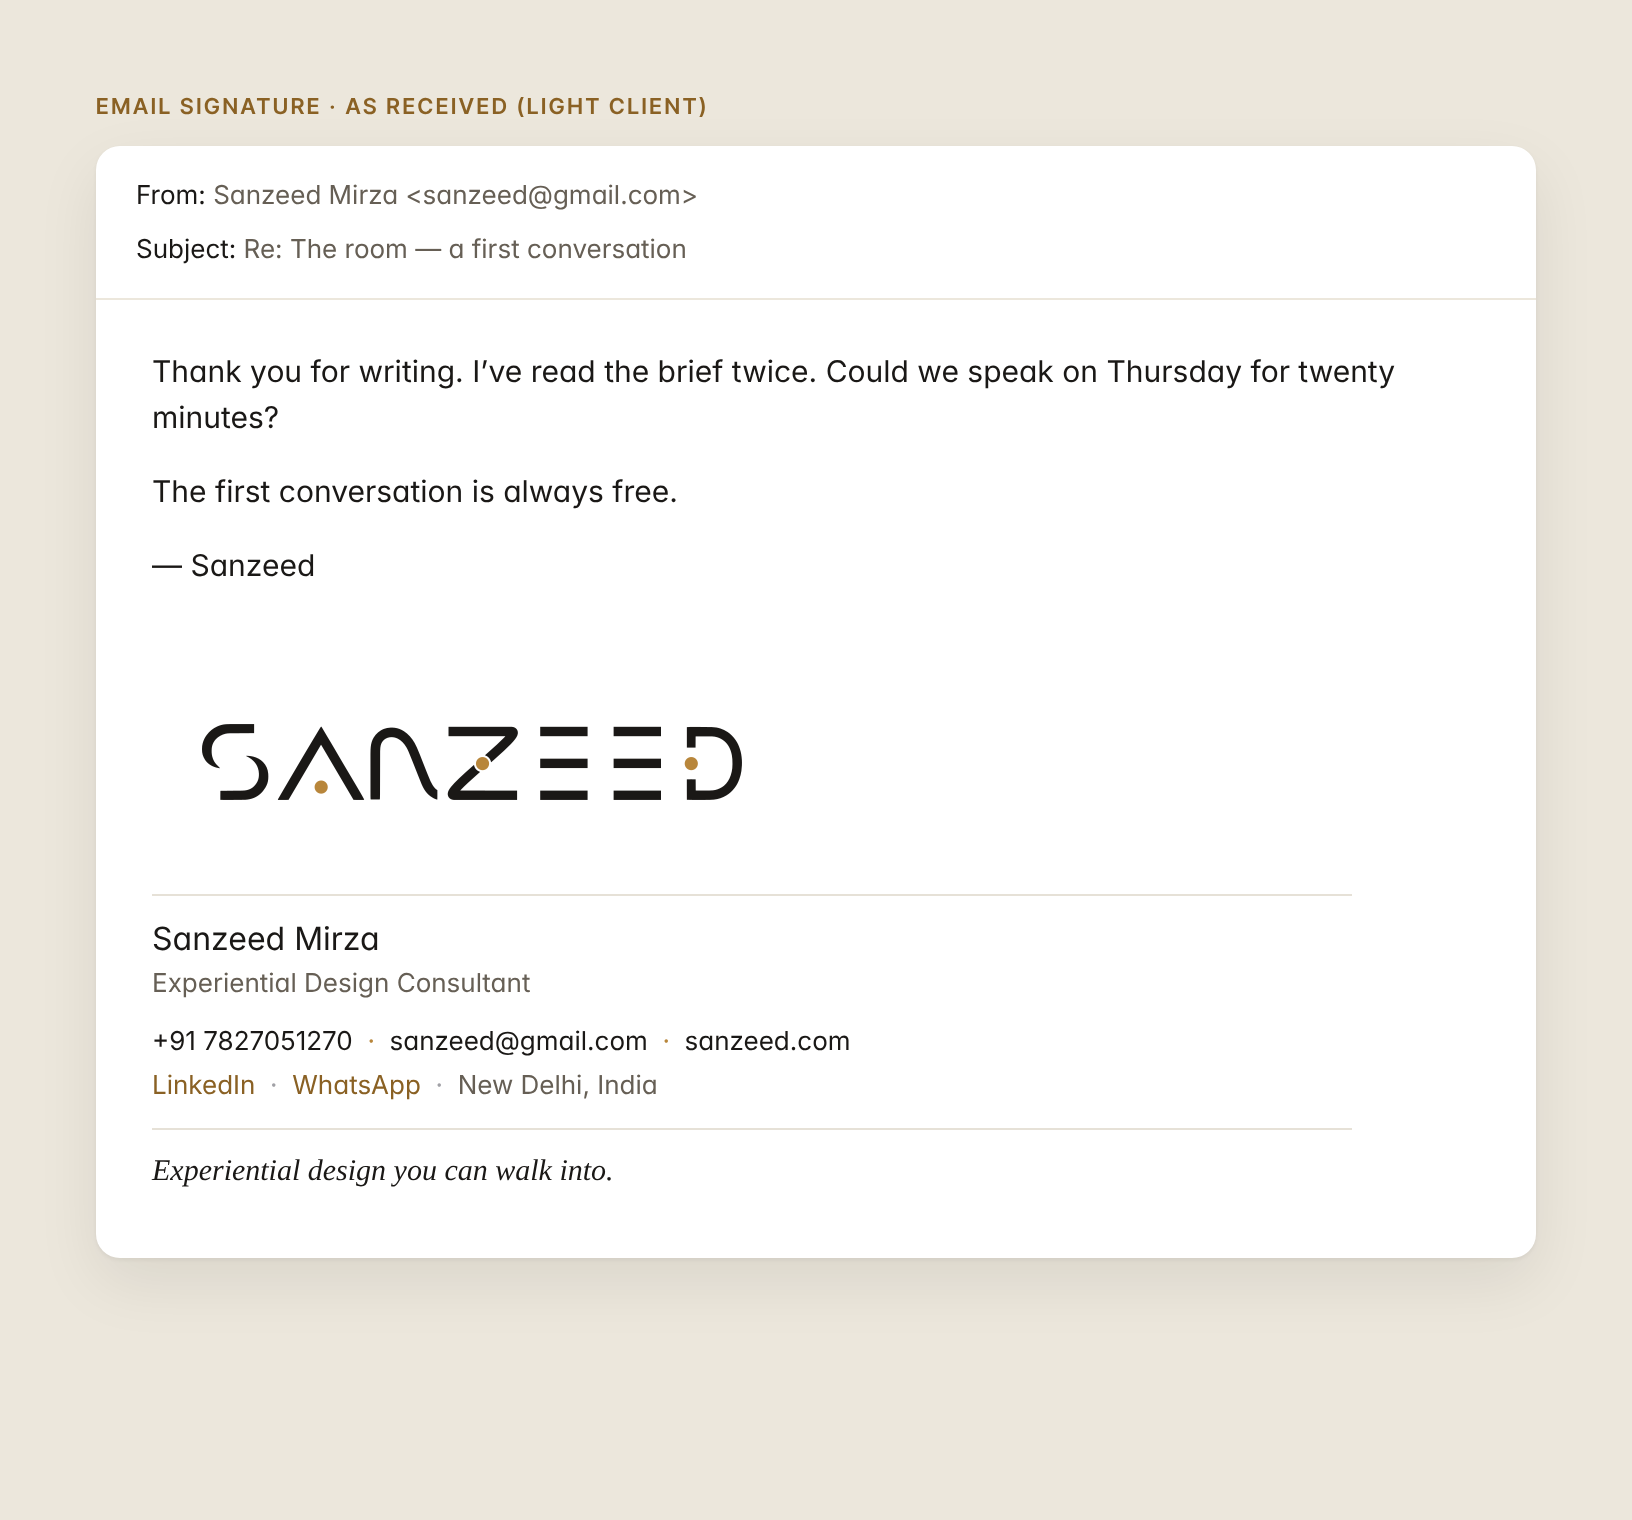 EMAIL SIGNATURE · AS RECEIVED (LIGHT CLIENT)
From: Sanzeed Mirza <sanzeed@gmail.com>
Subject: Re: The room — a first conversation
Thank you for writing. I’ve read the brief twice. Could we speak on Thursday for twenty
minutes?
The first conversation is always free.
— Sanzeed
SANZEED
Sanzeed Mirza
Experiential Design Consultant
+91 7827051270 · sanzeed@gmail.com · sanzeed.com
LinkedIn · WhatsApp · New Delhi, India
Experiential design you can walk into.